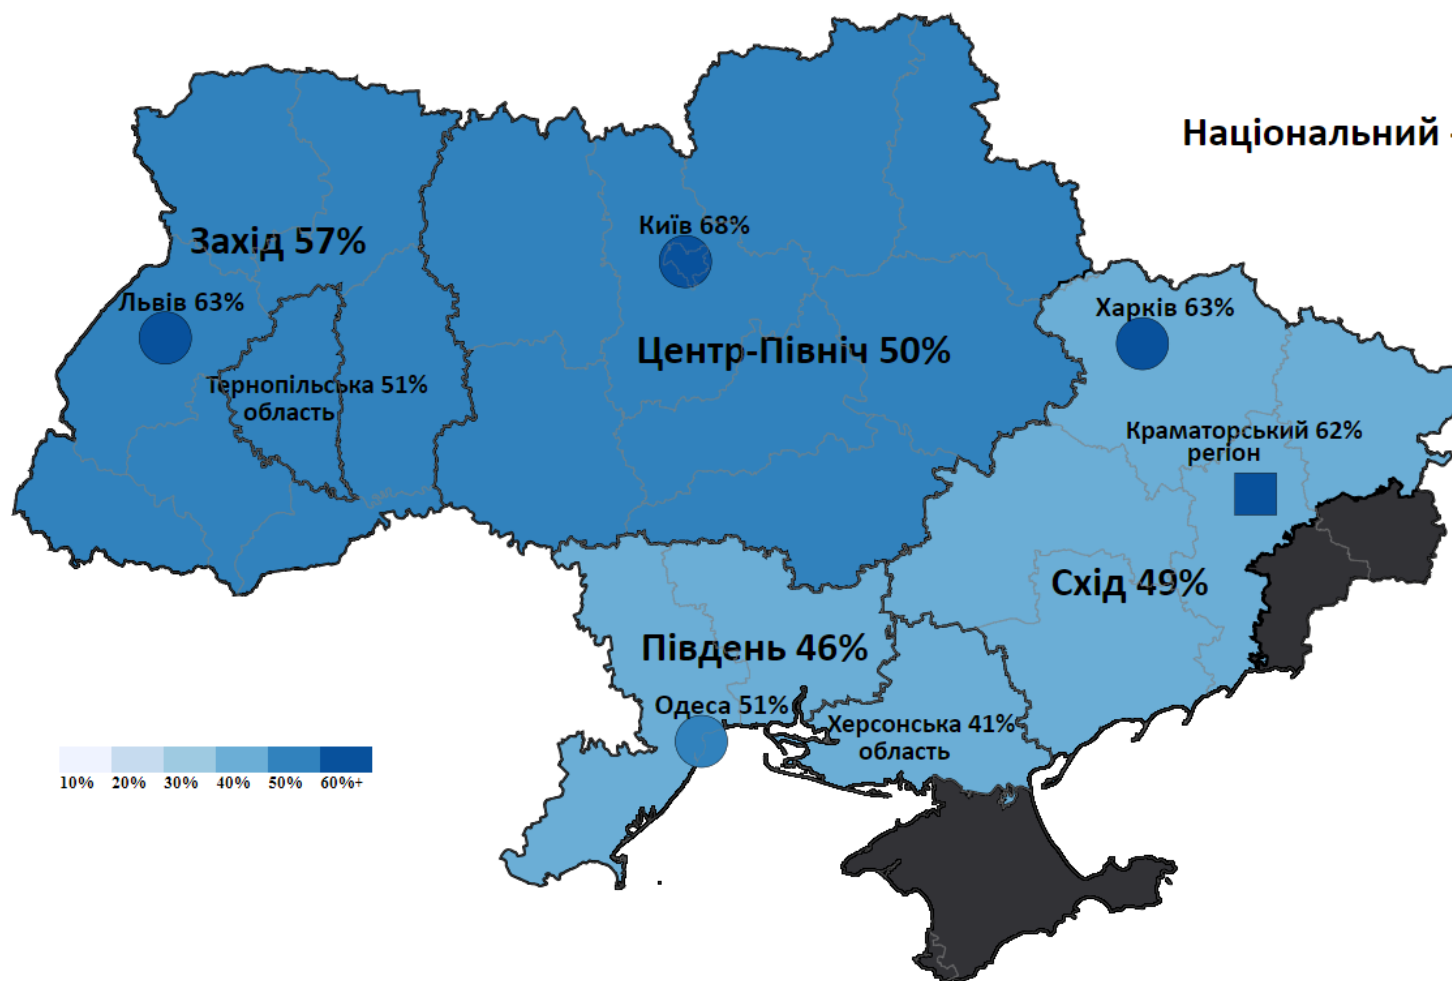 Національний
Київ 68%
Захід 57%
Львів 63%
Харків 63%
Центр-Північ 50%
Тернопільська 51%
область
Краматорський 62%
регіон
Схід 49%
Південь 46%
Одеса 51%
Херсонська 41%
область
10% 20% 30% 40% 50% 60%+